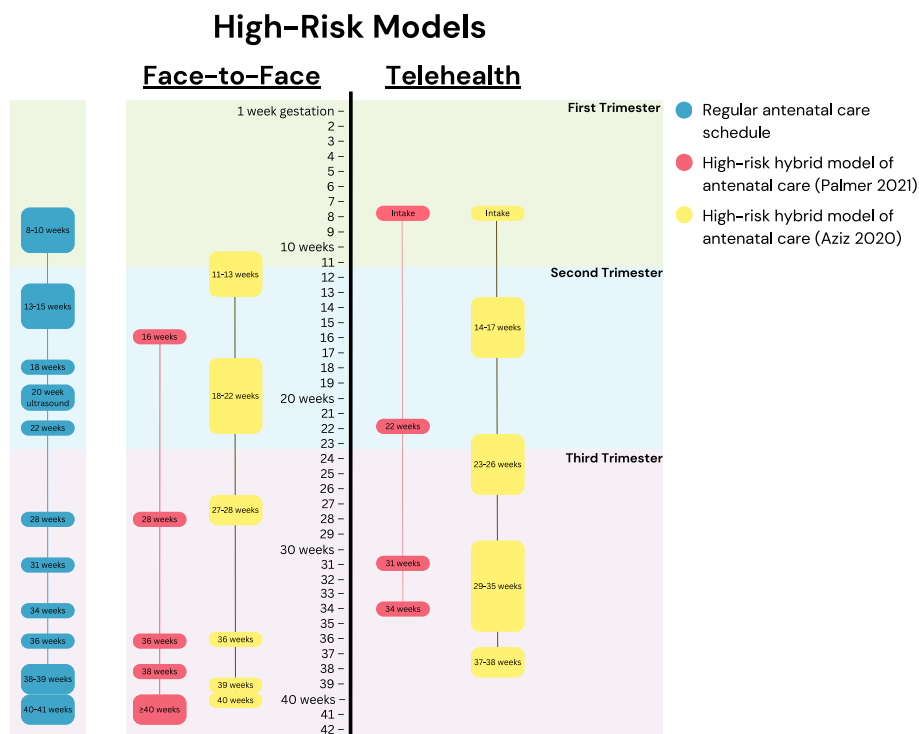 High-Risk Models
Face-to-Face
Telehealth
First Trimester
Second Trimester
Third Trimester
Regular antenatal care
schedule
High-risk hybrid model of
antenatal care (Palmer 2021)
High-risk hybrid model of
antenatal care (Aziz 2020)
8-10 weeks
13-15 weeks
18 weeks
20 week
ultrasound
22 weeks
28 weeks
31 weeks
34 weeks
36 weeks
38-39 weeks
40-41 weeks
16 weeks
28 weeks
36 weeks
38 weeks
≥40 weeks
11-13 weeks
18-22 weeks
27-28 weeks
36 weeks
39 weeks
40 weeks
1 week gestation
2
3
4
5
6
7
8
9
10 weeks
11
12
13
14
15
16
17
18
19
20 weeks
21
22
23
24
25
26
27
28
29
30 weeks
31
32
33
34
35
36
37
38
39
40 weeks
41
42
Intake
22 weeks
31 weeks
34 weeks
Intake
14-17 weeks
23-26 weeks
29-35 weeks
37-38 weeks